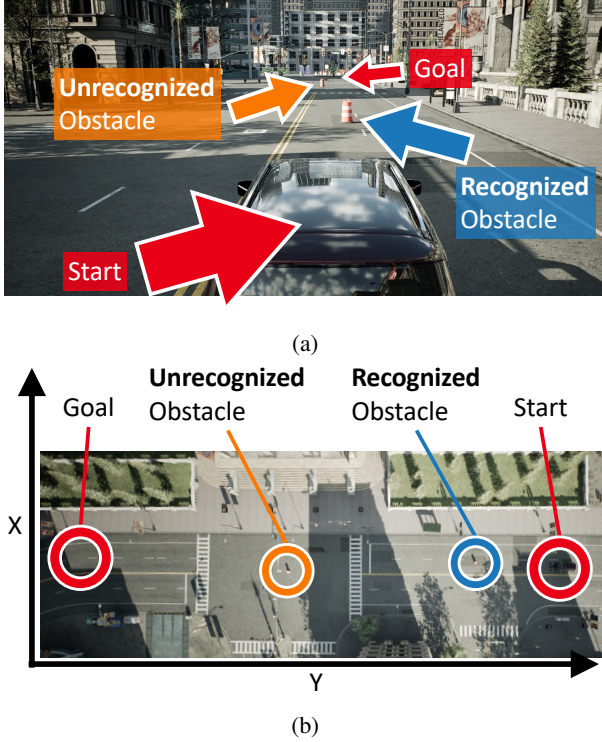 Goal
Unrecognized
Obstacle
Recognized
Obstacle
Start
(a)
Unrecognized
Recognized
Goal
Obstacle
Obstacle
Start
X
Y
(b)